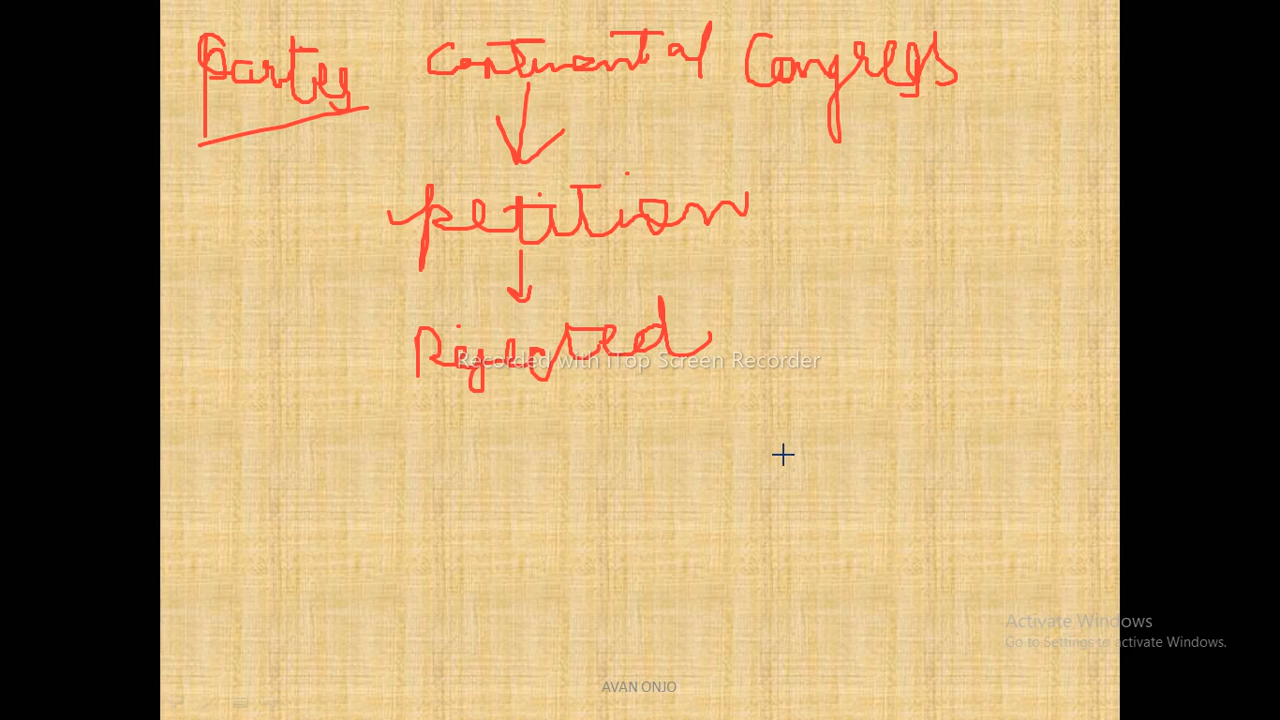 Party Continental Congress
petition
Rejected
Recorded with iTop Screen Recorder
Activate Windows
Go to Settings to activate Windows.
AVAN ONJO